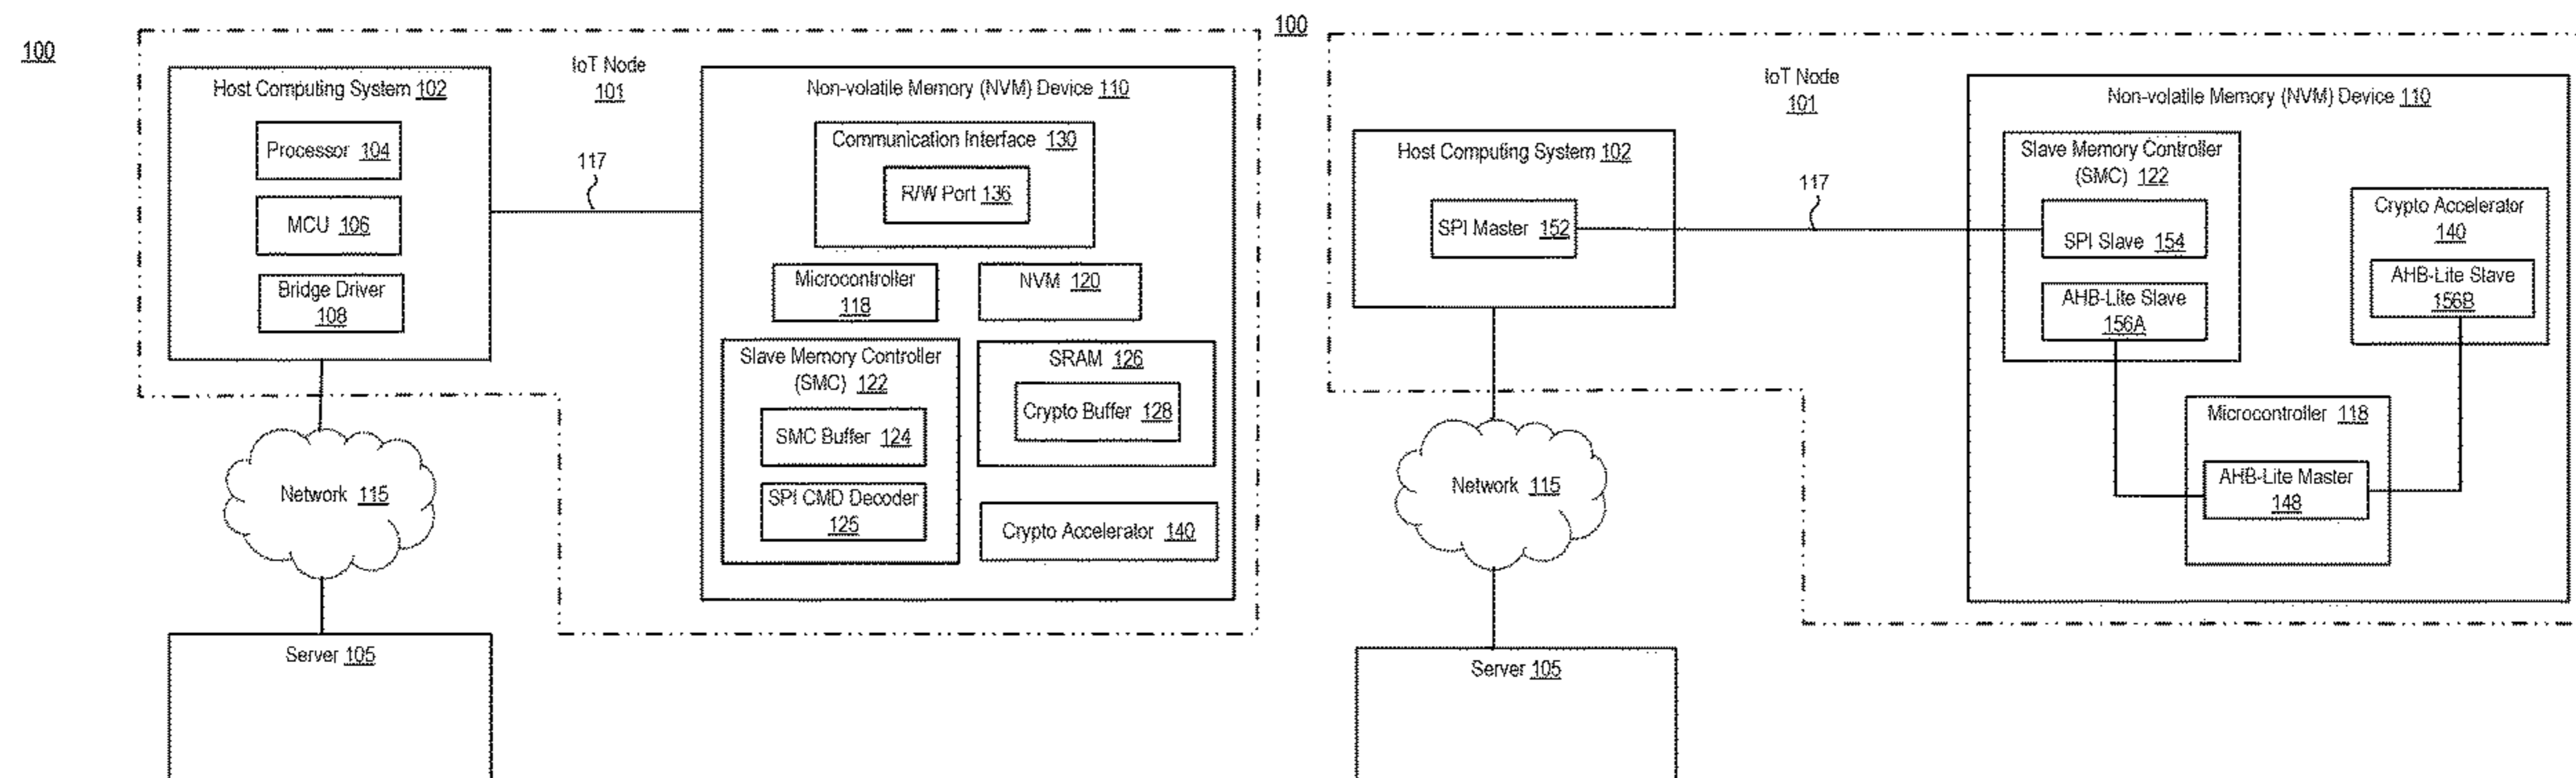 100
IoT Node
101
Host Computing System 102
Processor 104
MCU 106
Bridge Driver
108
117
Non-volatile Memory (NVM) Device 110
Communication Interface 130
R/W Port 136
Microcontroller
118
NVM 120
Slave Memory Controller
(SMC) 122
SMC Buffer 124
SPI CMD Decoder
125
SRAM 126
Crypto Buffer 128
Crypto Accelerator 140
Network 115
Server 105
100
IoT Node
101
Host Computing System 102
SPI Master 152
117
Non-volatile Memory (NVM) Device 110
Slave Memory Controller
(SMC) 122
SPI Slave 154
AHB-Lite Slave
156A
Crypto Accelerator
140
AHB-Lite Slave
156B
Microcontroller 118
AHB-Lite Master
148
Network 115
Server 105